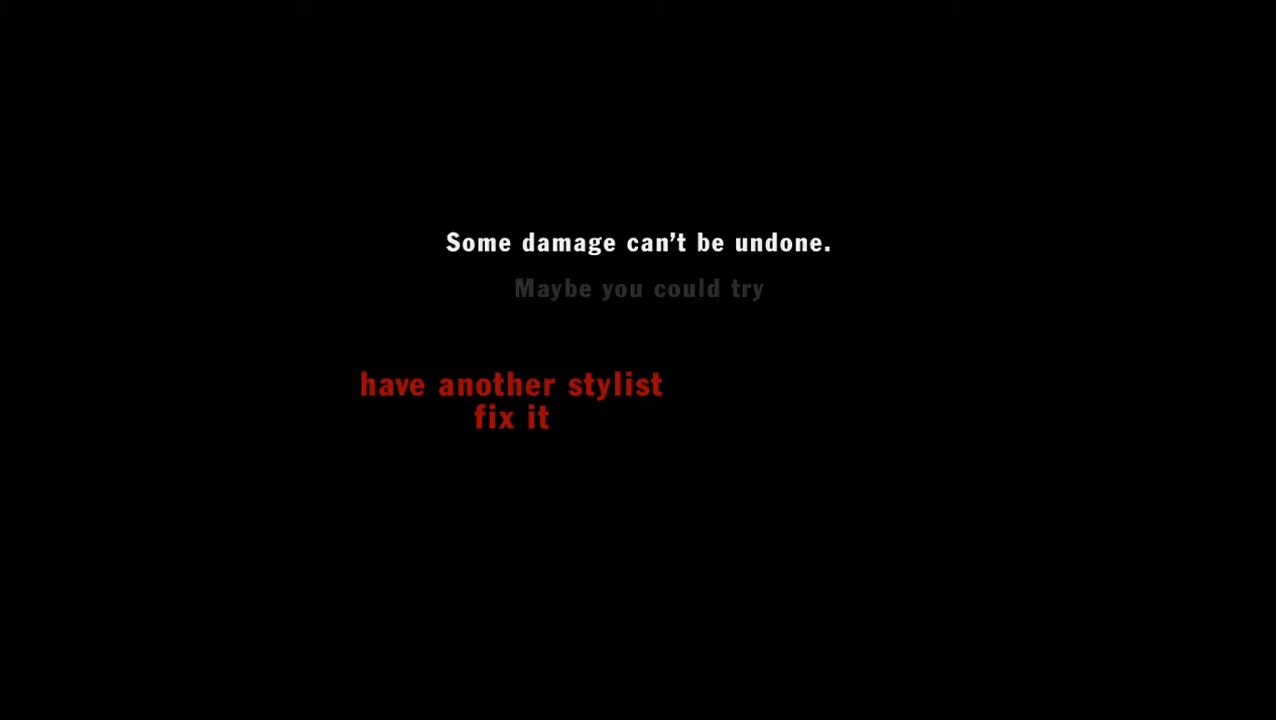 Some damage can’t be undone.
Maybe you could try
have another stylist
fix it